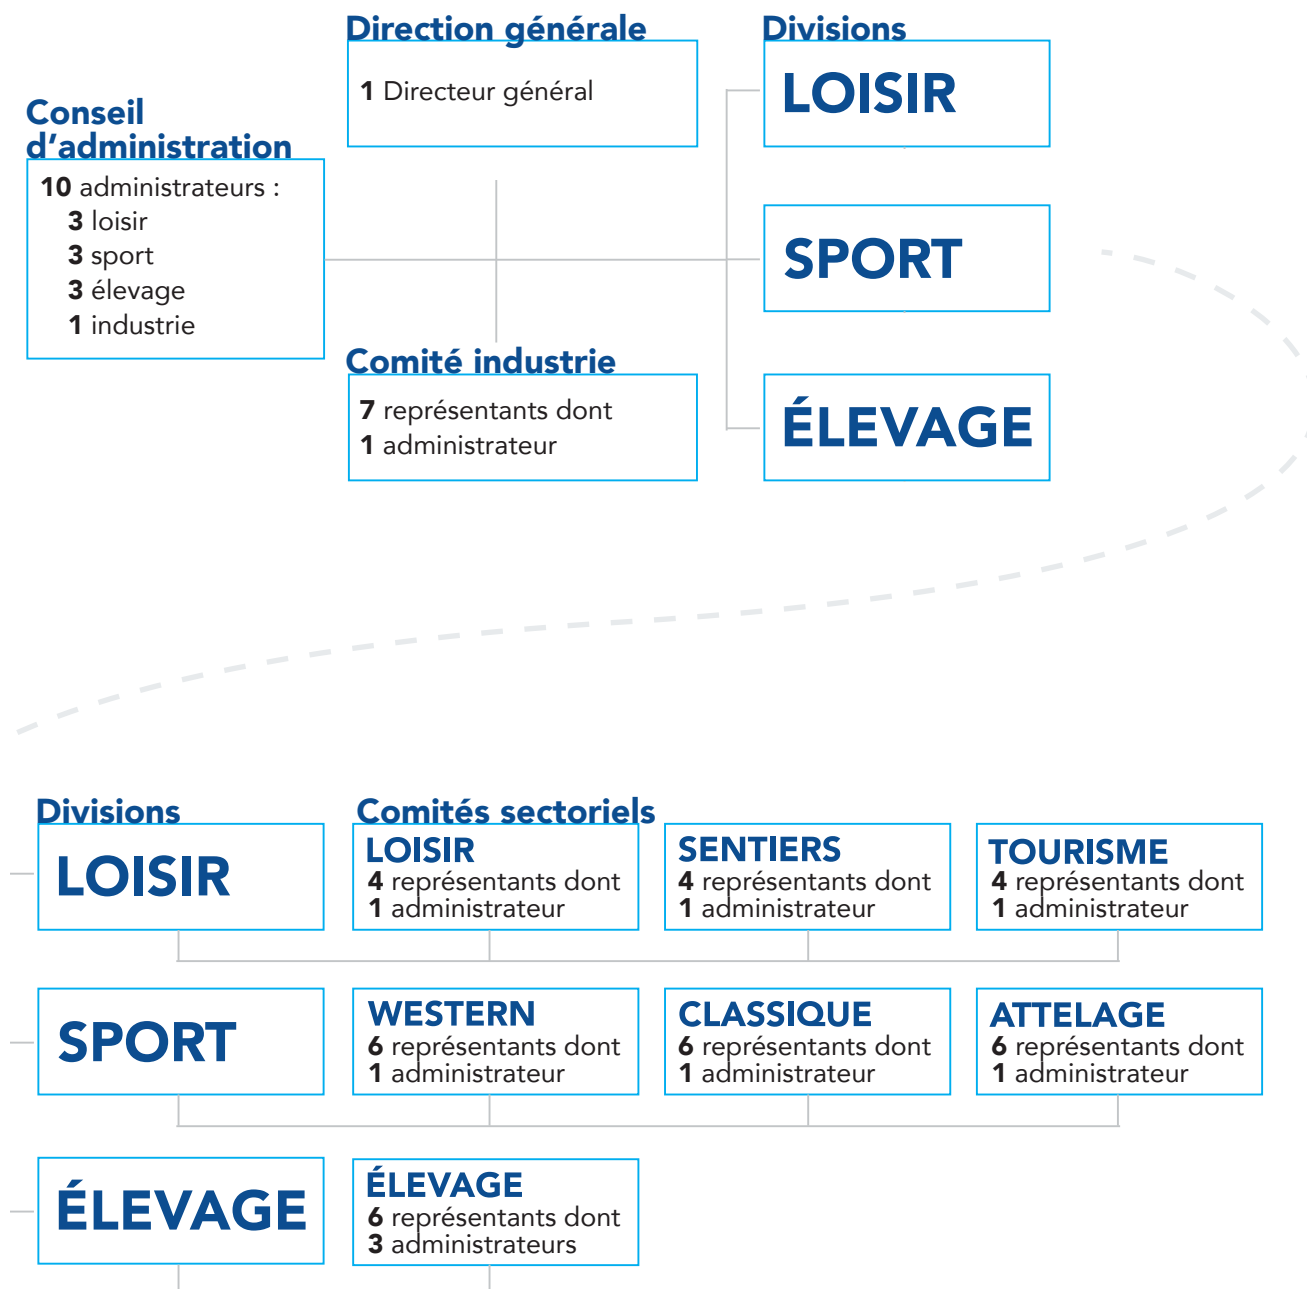 Direction générale
1 Directeur général
Divisions
LOISIR
Conseil
d'administration
10 administrateurs :
3 loisir
3 sport
3 élevage
1 industrie
SPORT
Comité industrie
7 représentants dont
1 administrateur
ÉLEVAGE
Divisions
Comités sectoriels
LOISIR
LOISIR
4 représentants dont
1 administrateur
SENTIERS
4 représentants dont
1 administrateur
TOURISME
4 représentants dont
1 administrateur
SPORT
WESTERN
6 représentants dont
1 administrateur
CLASSIQUE
6 représentants dont
1 administrateur
ATTELAGE
6 représentants dont
1 administrateur
ÉLEVAGE
ÉLEVAGE
6 représentants dont
3 administrateurs